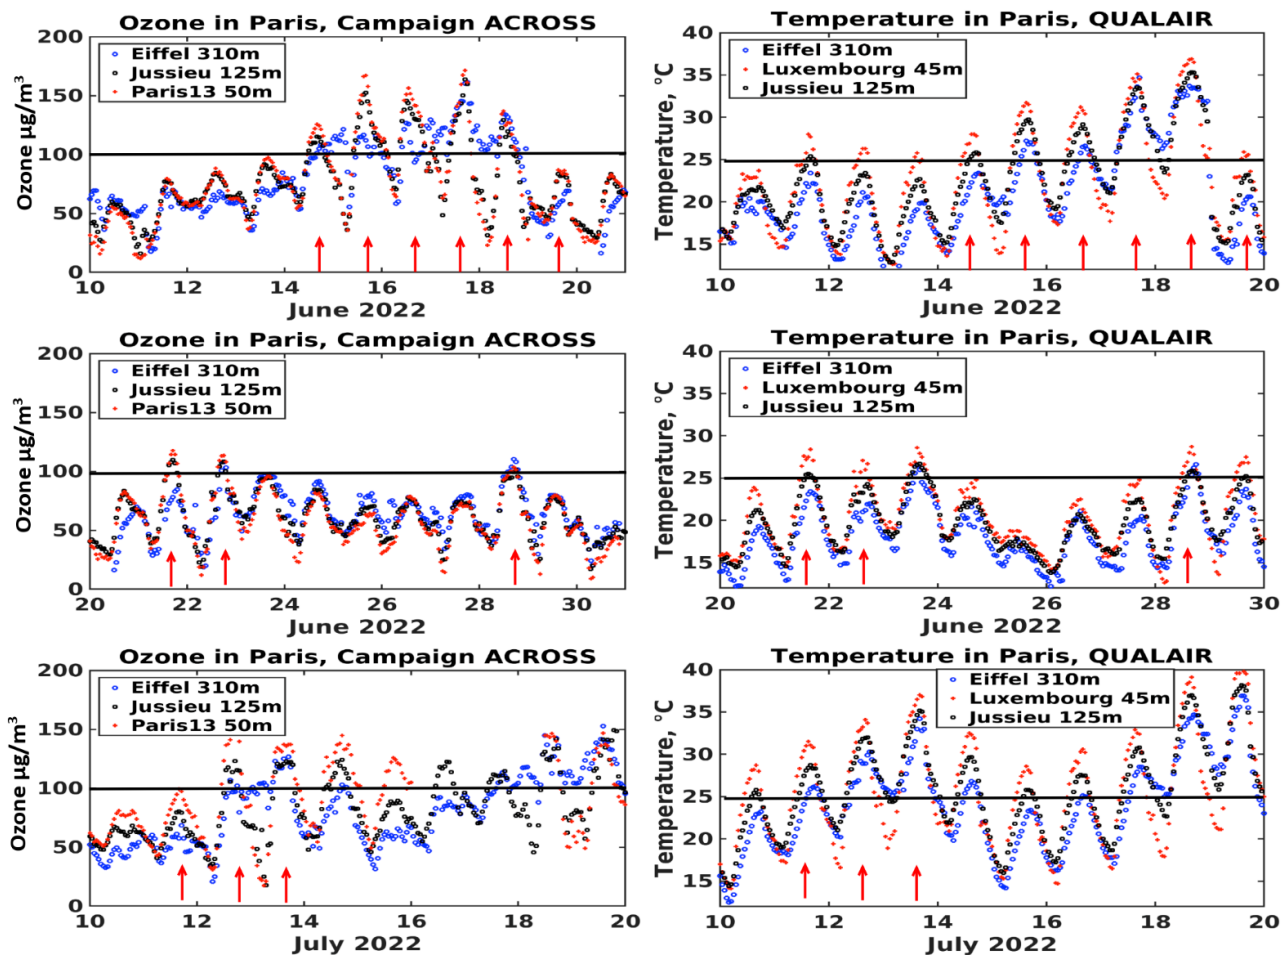 Ozone in Paris, Campaign ACROSS
200
150
100
50
0
Ozone µg/m³
Eiffel 310m
Jussieu 125m
Paris13 50m
10 12 14 16 18 20
June 2022
Temperature in Paris, QUALAIR
40
35
30
25
20
15
Temperature, °C
Eiffel 310m
Luxembourg 45m
Jussieu 125m
10 12 14 16 18 20
June 2022
Ozone in Paris, Campaign ACROSS
200
150
100
50
0
Ozone µg/m³
Eiffel 310m
Jussieu 125m
Paris13 50m
20 22 24 26 28 30
June 2022
Temperature in Paris, QUALAIR
40
35
30
25
20
15
Temperature, °C
Eiffel 310m
Luxembourg 45m
Jussieu 125m
20 22 24 26 28 30
June 2022
Ozone in Paris, Campaign ACROSS
200
150
100
50
0
Ozone µg/m³
Eiffel 310m
Jussieu 125m
Paris13 50m
10 12 14 16 18 20
July 2022
Temperature in Paris, QUALAIR
40
35
30
25
20
15
Temperature, °C
Eiffel 310m
Luxembourg 45m
Jussieu 125m
10 12 14 16 18 20
July 2022